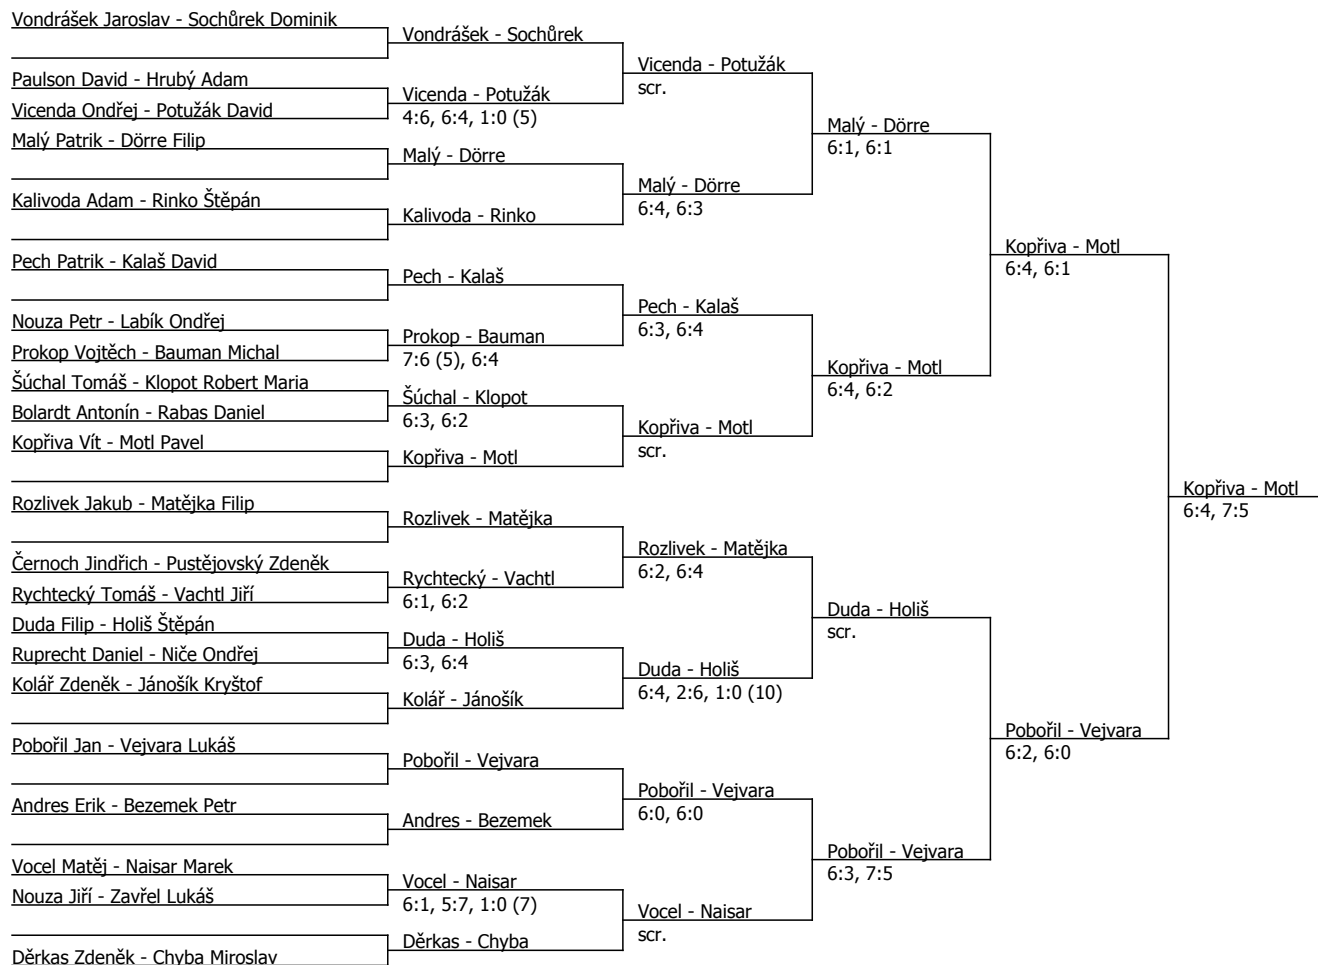 Vondrášek Jaroslav - Sochůrek Dominik
Paulson David - Hrubý Adam
Vicenda Ondřej - Potužák David
Malý Patrik - Dörre Filip
Kalivoda Adam - Rinko Štěpán
Pech Patrik - Kalaš David
Nouza Petr - Labík Ondřej
Prokop Vojtěch - Bauman Michal
Šúchal Tomáš - Klopot Robert Maria
Bolardt Antonín - Rabas Daniel
Kopřiva Vít - Motl Pavel
Rozlivek Jakub - Matějka Filip
Černoch Jindřich - Pustějovský Zdeněk
Rychtecký Tomáš - Vachtl Jiří
Duda Filip - Holiš Štěpán
Ruprecht Daniel - Niče Ondřej
Kolář Zdeněk - Jánošík Kryštof
Pobořil Jan - Vejvara Lukáš
Andres Erik - Bezemek Petr
Vocel Matěj - Naisar Marek
Nouza Jiří - Zavřel Lukáš
Děrkas Zdeněk - Chyba Miroslav
Vondrášek - Sochůrek
Vicenda - Potužák
4:6, 6:4, 1:0 (5)
Malý - Dörre
Kalivoda - Rinko
Pech - Kalaš
Prokop - Bauman
7:6 (5), 6:4
Šúchal - Klopot
6:3, 6:2
Kopřiva - Motl
Rozlivek - Matějka
Rychtecký - Vachtl
6:1, 6:2
Duda - Holiš
6:3, 6:4
Kolář - Jánošík
Pobořil - Vejvara
Andres - Bezemek
Vocel - Naisar
6:1, 5:7, 1:0 (7)
Děrkas - Chyba
Vicenda - Potužák
scr.
Malý - Dörre
6:4, 6:3
Pech - Kalaš
6:3, 6:4
Kopřiva - Motl
scr.
Rozlivek - Matějka
6:2, 6:4
Duda - Holiš
6:4, 2:6, 1:0 (10)
Pobořil - Vejvara
6:0, 6:0
Vocel - Naisar
scr.
Malý - Dörre
6:1, 6:1
Kopřiva - Motl
6:4, 6:2
Duda - Holiš
scr.
Pobořil - Vejvara
6:3, 7:5
Kopřiva - Motl
6:4, 6:1
Pobořil - Vejvara
6:2, 6:0
Kopřiva - Motl
6:4, 7:5